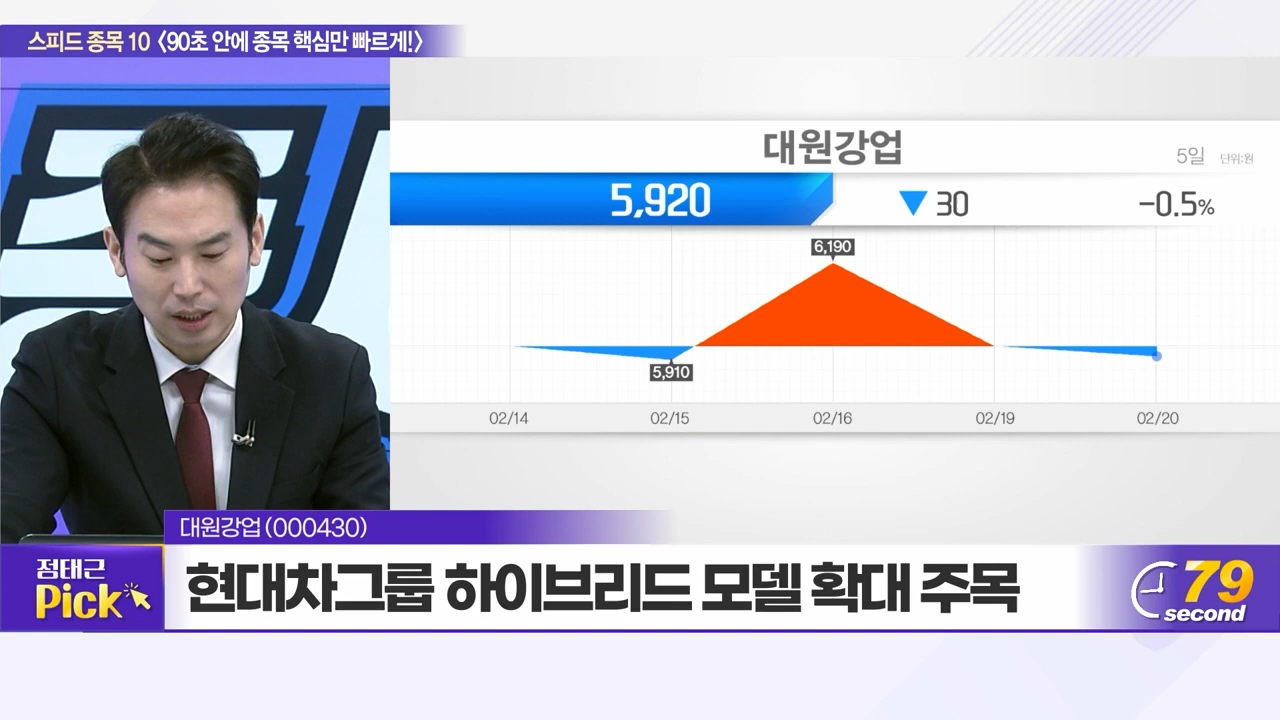 스피드 종목 10 〈90초 안에 종목 핵심만 빠르게!〉
대원강업
5일 단위:원
5,920 ▼ 30 -0.5%
6,190
5,910
02/14 02/15 02/16 02/19 02/20
대원강업(000430)
정태근
Pick
현대차그룹 하이브리드 모델 확대 주목
79
second